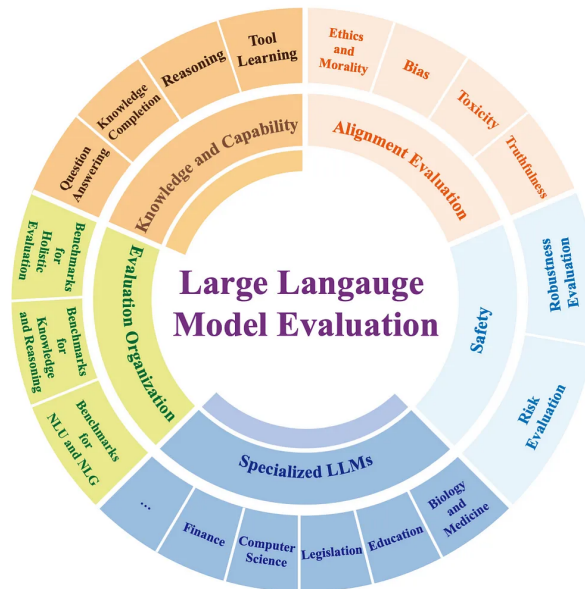 Large Langauge
Model Evaluation
Knowledge and Capability
Question
Answering
Knowledge
Completion
Reasoning
Tool
Learning
Alignment Evaluation
Ethics
and
Morality
Bias
Toxicity
Truthfulness
Safety
Robustness
Evaluation
Risk
Evaluation
Specialized LLMs
Biology
and
Medicine
Education
Legislation
Computer
Science
Finance
...
Evaluation Organization
Benchmarks
for
NLU and NLG
Benchmarks
for
Knowledge
and Reasoning
Benchmarks
for
Holistic
Evaluation